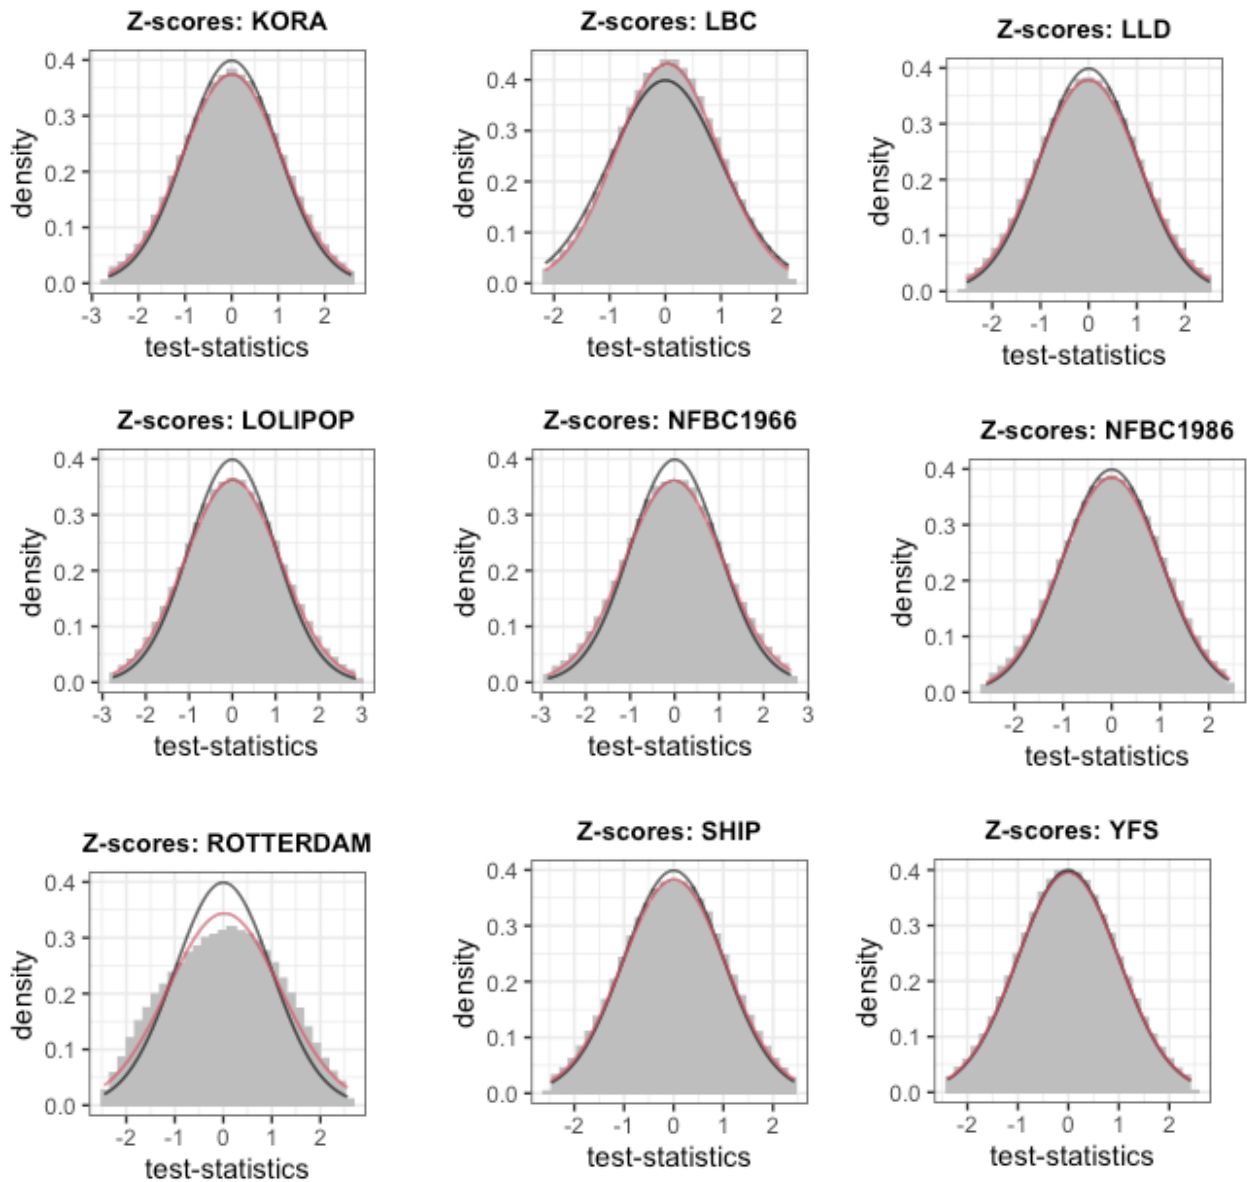 Z-scores: KORA
density
0.4
0.3
0.2
0.1
0.0
-3 -2 -1 0 1 2
test-statistics
Z-scores: LBC
density
0.4
0.3
0.2
0.1
0.0
-2 -1 0 1 2
test-statistics
Z-scores: LLD
density
0.4
0.3
0.2
0.1
0.0
-2 -1 0 1 2
test-statistics
Z-scores: LOLIPOP
density
0.4
0.3
0.2
0.1
0.0
-3 -2 -1 0 1 2 3
test-statistics
Z-scores: NFBC1966
density
0.4
0.3
0.2
0.1
0.0
-3 -2 -1 0 1 2 3
test-statistics
Z-scores: NFBC1986
density
0.4
0.3
0.2
0.1
0.0
-2 -1 0 1 2
test-statistics
Z-scores: ROTTERDAM
density
0.4
0.3
0.2
0.1
0.0
-2 -1 0 1 2
test-statistics
Z-scores: SHIP
density
0.4
0.3
0.2
0.1
0.0
-2 -1 0 1 2
test-statistics
Z-scores: YFS
density
0.4
0.3
0.2
0.1
0.0
-2 -1 0 1 2
test-statistics